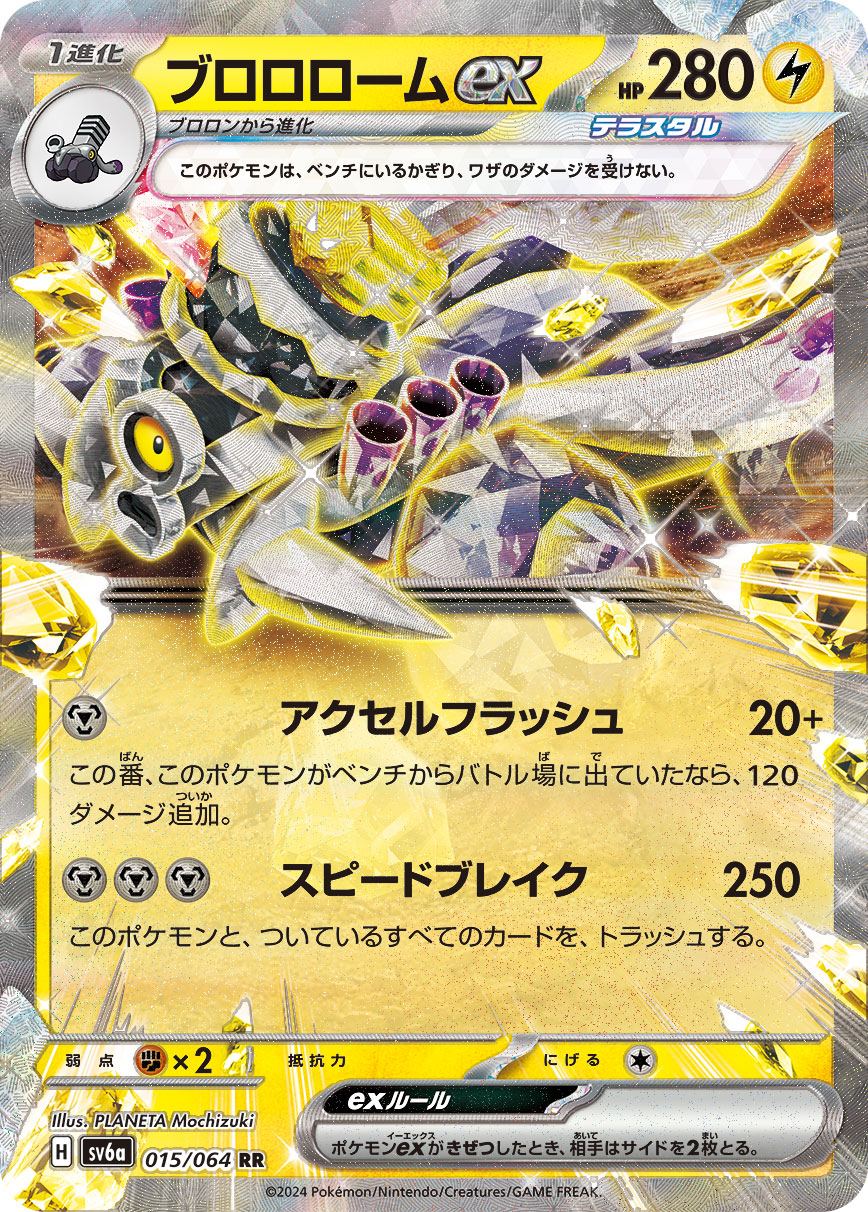 1進化
ブロロローム ex HP 280
ブロロンから進化
テラスタル
このポケモンは、ベンチにいるかぎり、ワザのダメージを受けない。
アクセルフラッシュ 20+
この番、このポケモンがベンチからバトル場に出ていたなら、120
ダメージ追加。
スピードブレイク 250
このポケモンと、ついているすべてのカードを、トラッシュする。
弱点 ×2 抵抗力 にげる
exルール
ポケモンexがきぜつしたとき、相手はサイドを2枚とる。
Illus. PLANETA Mochizuki
H sv6a 015/064 RR
©2024 Pokémon/Nintendo/Creatures/GAME FREAK.